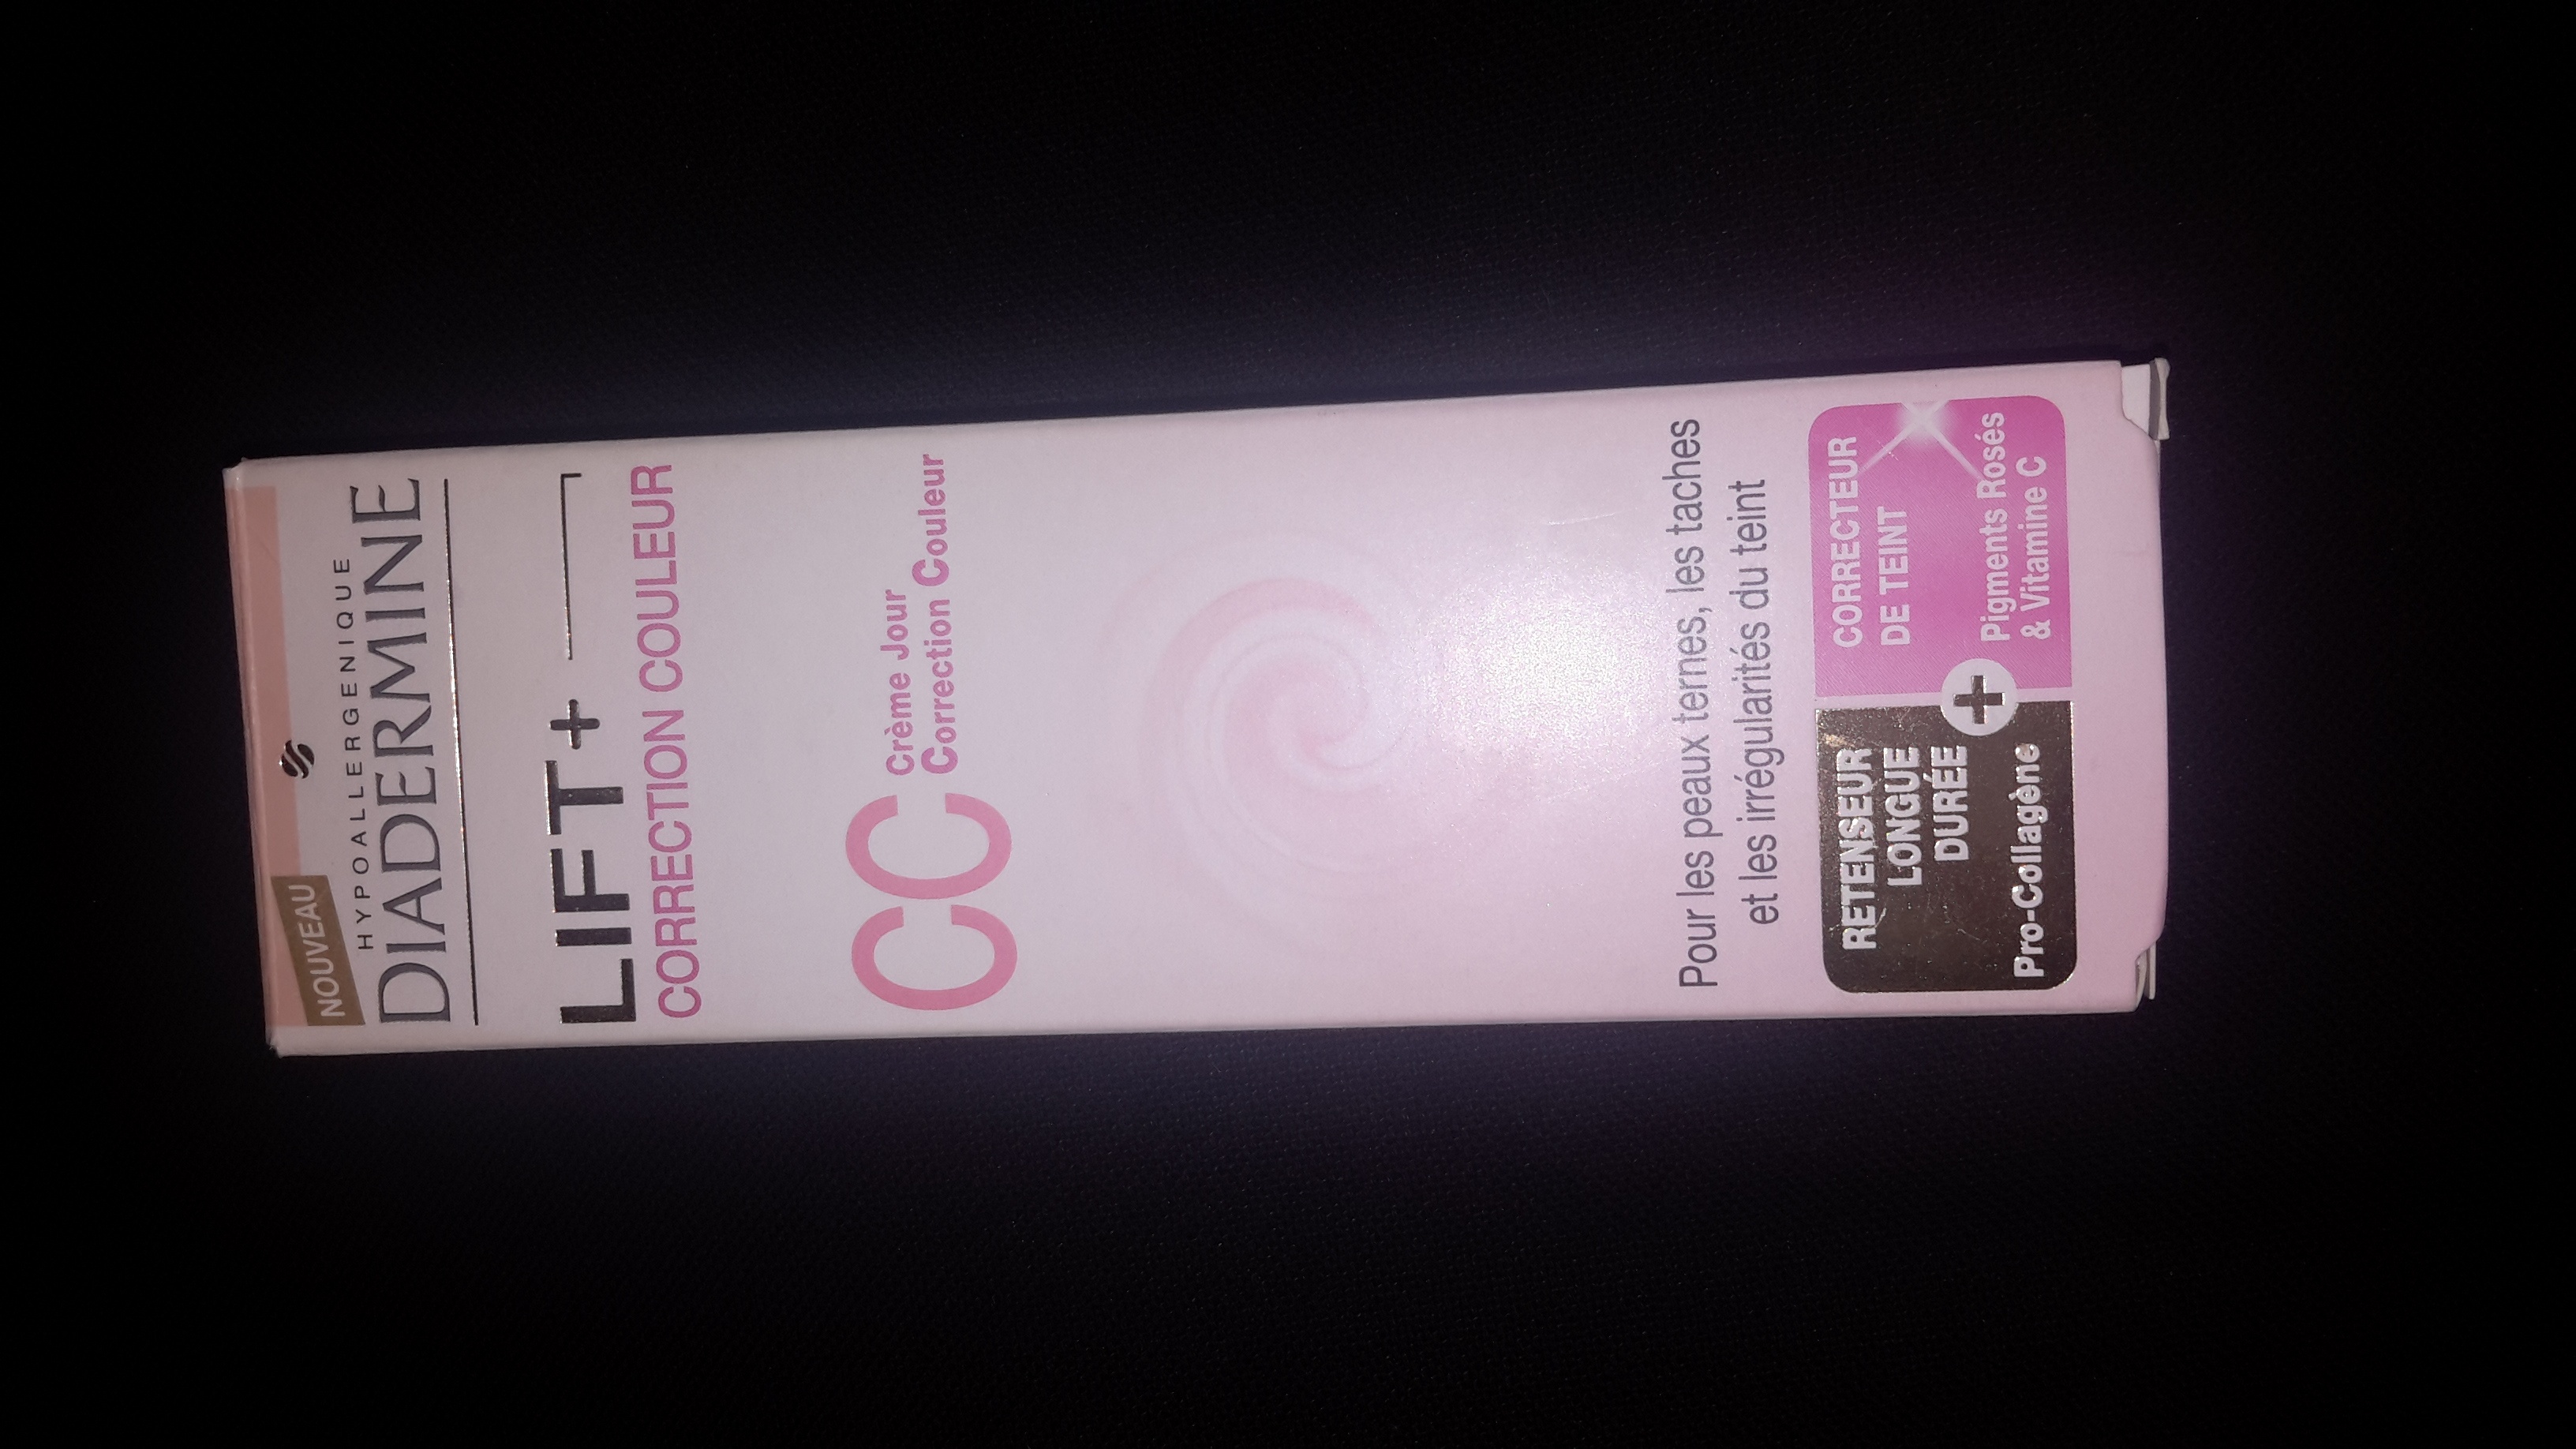 NOUVEAU
HYPOALLERGENIQUE
DIADERMINE
LIFT+
CORRECTION COULEUR
CC
Crème Jour
Correction Couleur
Pour les peaux ternes, les taches
et les irrégularités du teint
RETENSEUR
LONGUE
DURÉE
Pro-Collagène
+
CORRECTEUR
DE TEINT
Pigments Rosés
& Vitamine C